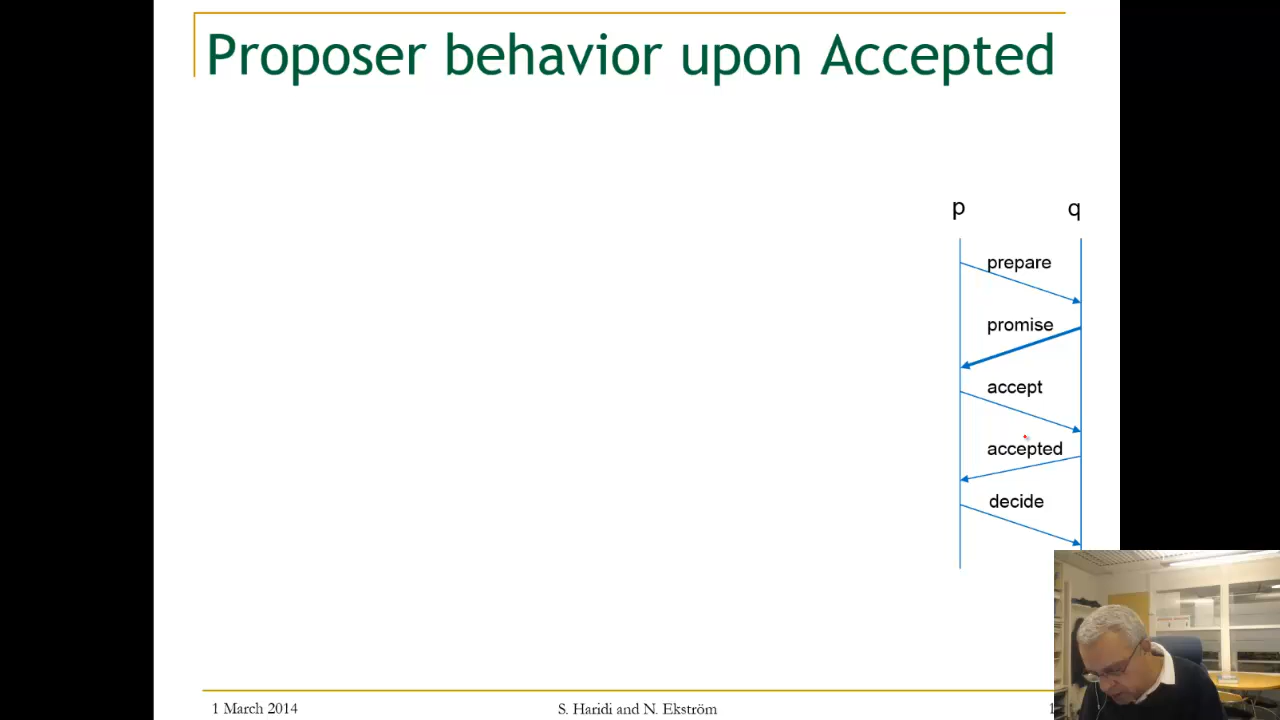 Proposer behavior upon Accepted
p q
prepare
promise
accept
accepted
decide
1 March 2014 S. Haridi and N. Ekström